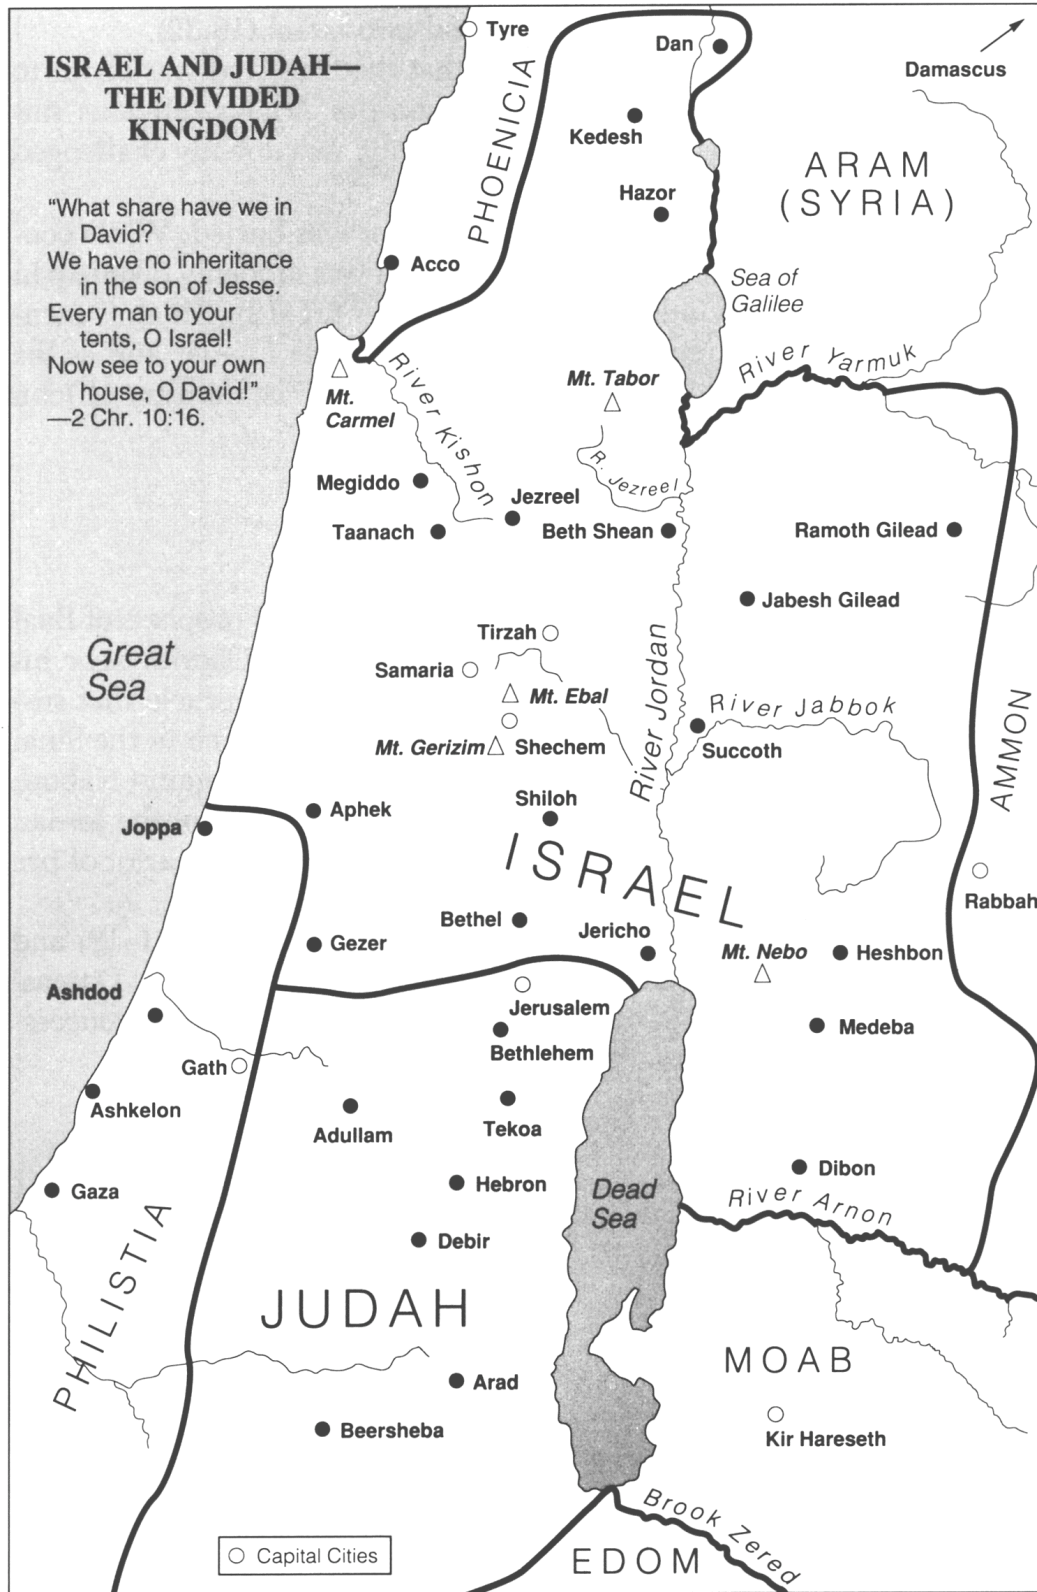 ISRAEL AND JUDAH—
THE DIVIDED
KINGDOM
“What share have we in
David?
We have no inheritance
in the son of Jesse.
Every man to your
tents, O Israel!
Now see to your own
house, O David!”
—2 Chr. 10:16.
Tyre
Dan
Damascus
PHOENICIA
Kedesh
ARAM
(SYRIA)
Hazor
Acco
Sea of
Galilee
River Yarmuk
Mt.
Carmel
River Kishon
Mt. Tabor
R. Jezreel
Megiddo
Jezreel
Taanach
Beth Shean
Ramoth Gilead
Jabesh Gilead
Great
Sea
Tirzah
Samaria
Mt. Ebal
River Jordan
River Jabbok
Mt. Gerizim
Shechem
Succoth
AMMON
Aphek
Shiloh
Joppa
ISRAEL
Rabbah
Bethel
Jericho
Gezer
Mt. Nebo
Heshbon
Ashdod
Jerusalem
Medeba
Bethlehem
Gath
Ashkelon
Adullam
Tekoa
Dibon
Gaza
Hebron
Dead
Sea
River Arnon
Debir
PHILISTIA
JUDAH
MOAB
Arad
Beersheba
Kir Hareseth
Brook Zered
Capital Cities
EDOM